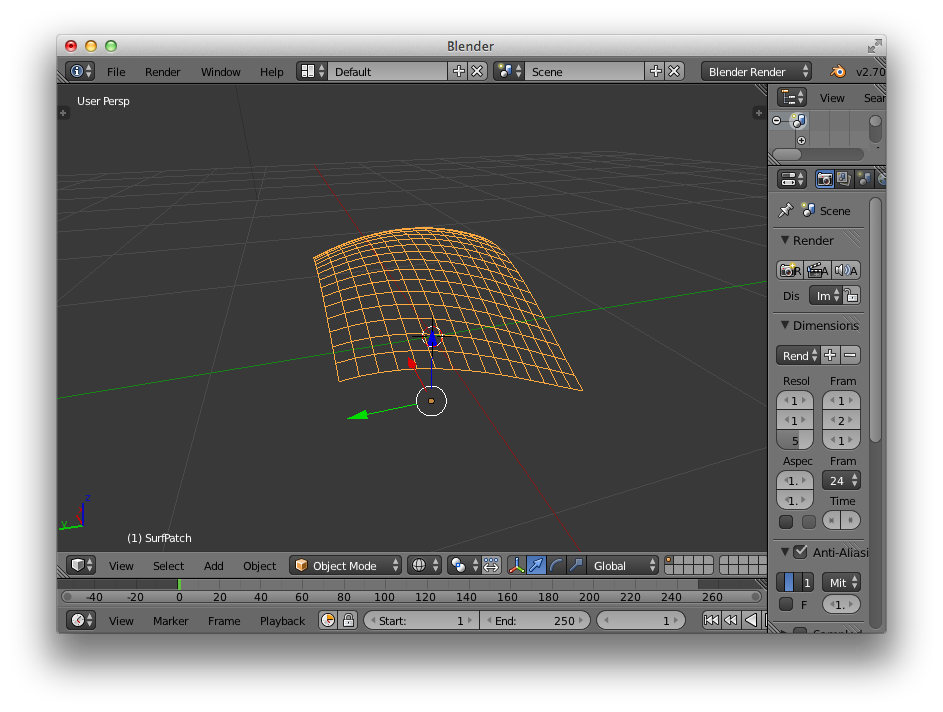 Blender
File Render Window Help Default Scene Blender Render v2.70
User Persp
View Sear
Scene
Render
R A A
Dis Im
Dimensions
Rend
Resol Fram
1 1
1 2
5 1
Aspec Fram
1. 24
1. Time
Anti-Aliasi
1 Mit
F 1.
z
y
(1) SurfPatch
View Select Add Object Object Mode Global
-40 -20 0 20 40 60 80 100 120 140 160 180 200 220 240 260
View Marker Frame Playback Start: 1 End: 250 1